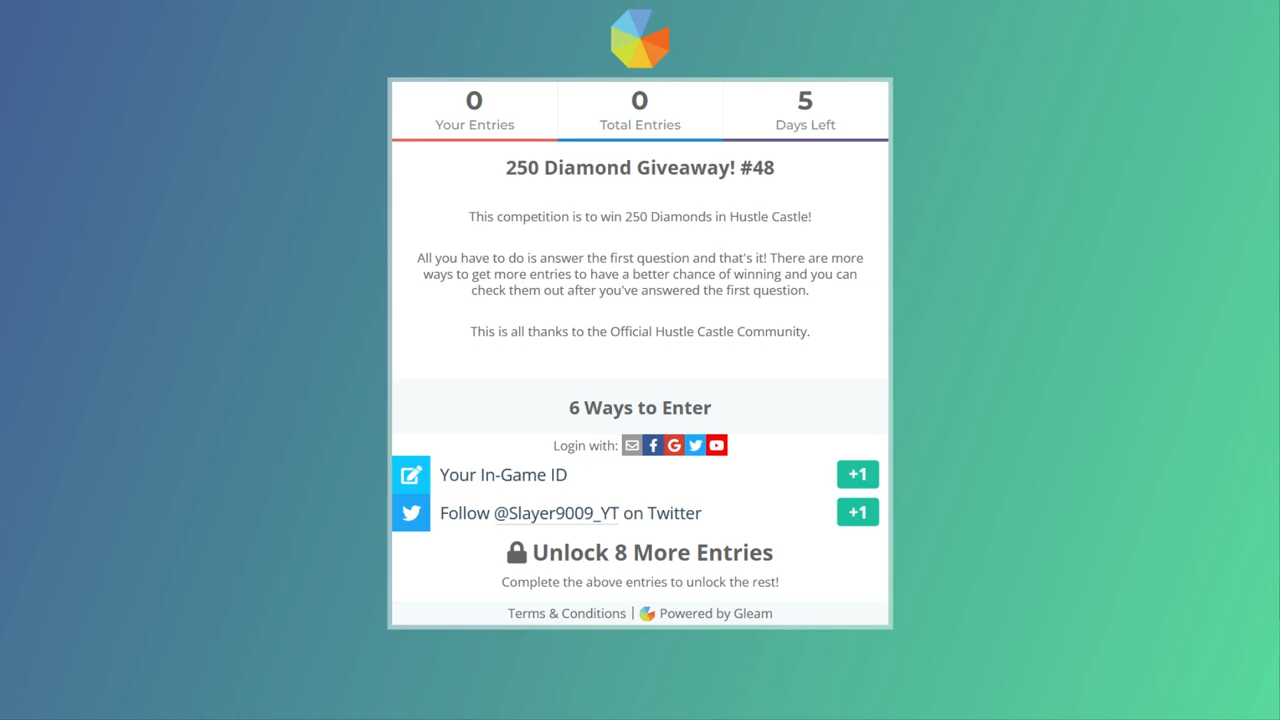 0 0 5
Your Entries Total Entries Days Left
250 Diamond Giveaway! #48
This competition is to win 250 Diamonds in Hustle Castle!
All you have to do is answer the first question and that's it! There are more
ways to get more entries to have a better chance of winning and you can
check them out after you've answered the first question.
This is all thanks to the Official Hustle Castle Community.
6 Ways to Enter
Login with:
Your In-Game ID +1
Follow @Slayer9009_YT on Twitter +1
Unlock 8 More Entries
Complete the above entries to unlock the rest!
Terms & Conditions | Powered by Gleam